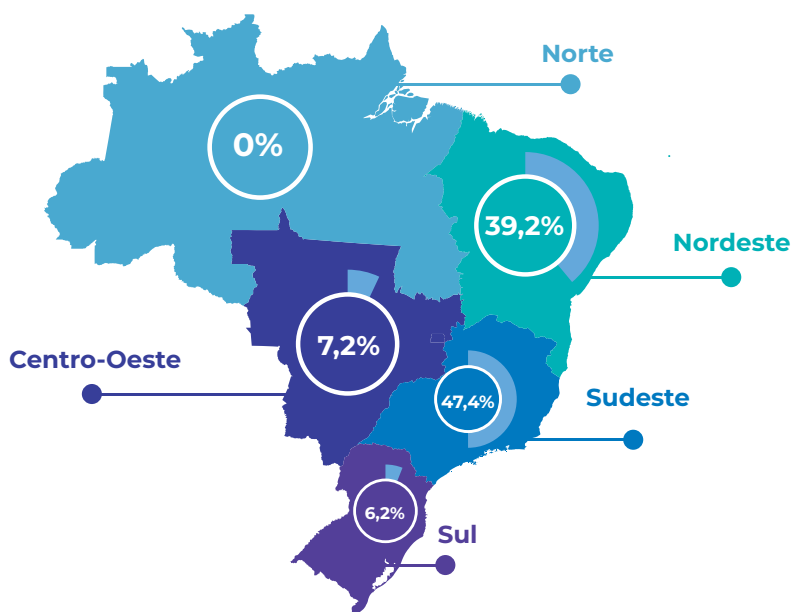 Norte
0%
39,2%
Nordeste
7,2%
Centro-Oeste
47,4%
Sudeste
6,2%
Sul